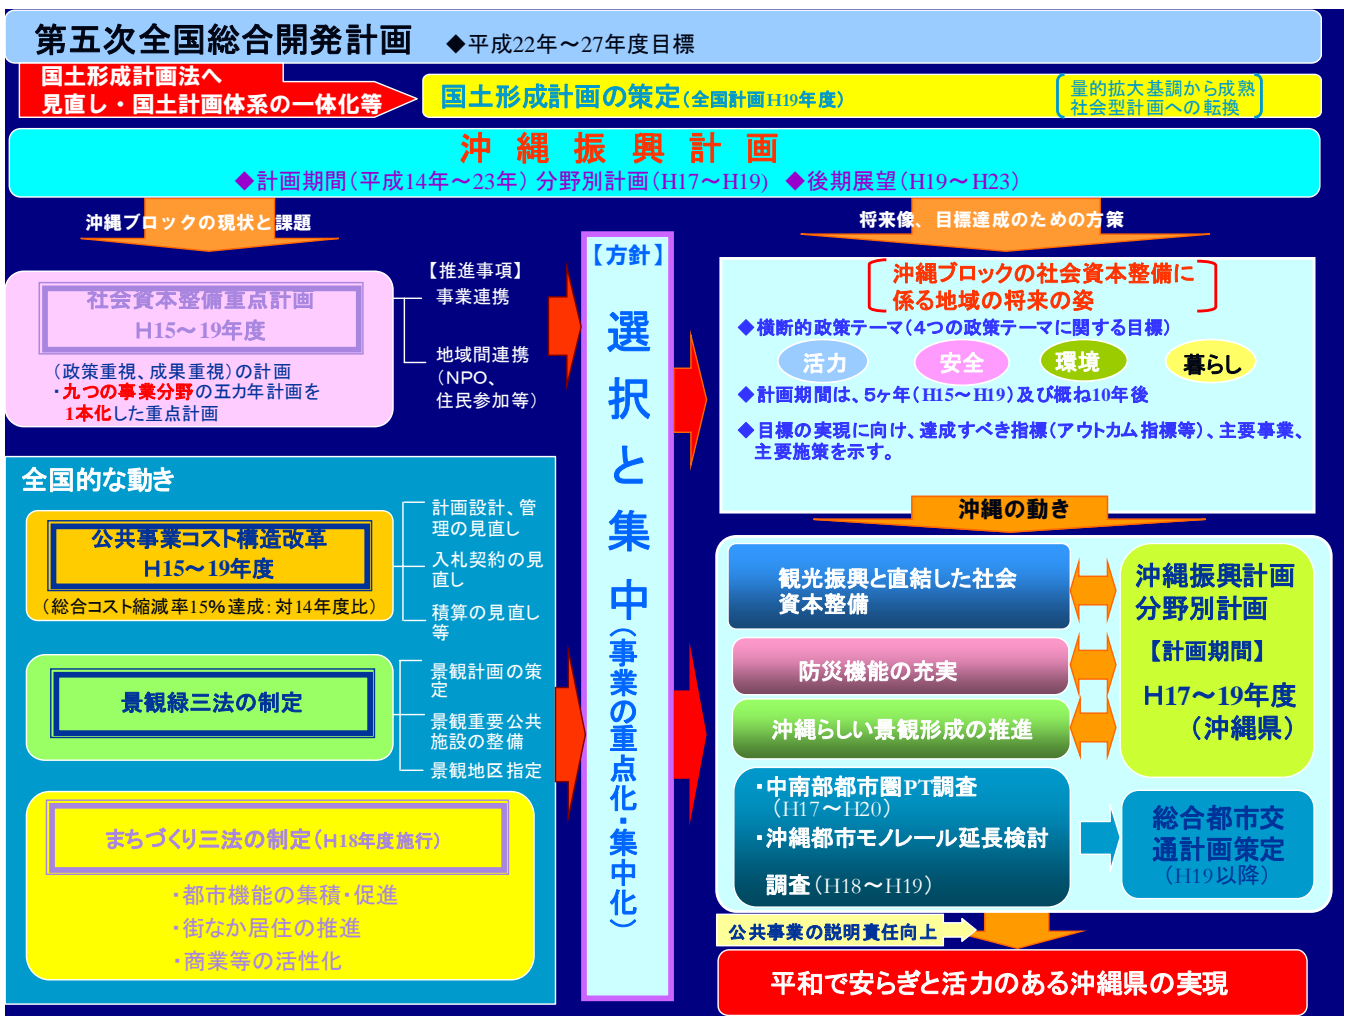 第五次全国総合開発計画 ◆平成22年～27年度目標
国土形成計画法へ
見直し・国土計画体系の一体化等
国土形成計画の策定(全国計画H19年度)
量的拡大基調から成熟
社会型計画への転換
沖縄振興計画
◆計画期間(平成14年～23年) 分野別計画(H17～H19) ◆後期展望(H19～H23)
沖縄ブロックの現状と課題
将来像、目標達成のための方策
社会資本整備重点計画
H15～19年度
(政策重視、成果重視)の計画
・九つの事業分野の五カ年計画を
1本化した重点計画
【推進事項】
事業連携
地域間連携
(NPO、
住民参加等)
全国的な動き
公共事業コスト構造改革
H15～19年度
(総合コスト縮減率15%達成：対14年度比)
計画設計、管
理の見直し
入札契約の見
直し
積算の見直し
等
景観緑三法の制定
景観計画の策
定
景観重要公共
施設の整備
景観地区指定
まちづくり三法の制定(H18年度施行)
・都市機能の集積・促進
・街なか居住の推進
・商業等の活性化
【方針】
選択と集中(事業の重点化・集中化)
沖縄ブロックの社会資本整備に
係る地域の将来の姿
◆横断的政策テーマ(4つの政策テーマに関する目標)
活力 安全 環境 暮らし
◆計画期間は、5ヶ年(H15～H19)及び概ね10年後
◆目標の実現に向け、達成すべき指標(アウトカム指標等)、主要事業、
主要施策を示す。
沖縄の動き
観光振興と直結した社会
資本整備
防災機能の充実
沖縄らしい景観形成の推進
・中南部都市圏PT調査
(H17～H20)
・沖縄都市モノレール延長検討
調査(H18～H19)
沖縄振興計画
分野別計画
【計画期間】
H17～19年度
(沖縄県)
総合都市交
通計画策定
(H19以降)
公共事業の説明責任向上
平和で安らぎと活力のある沖縄県の実現